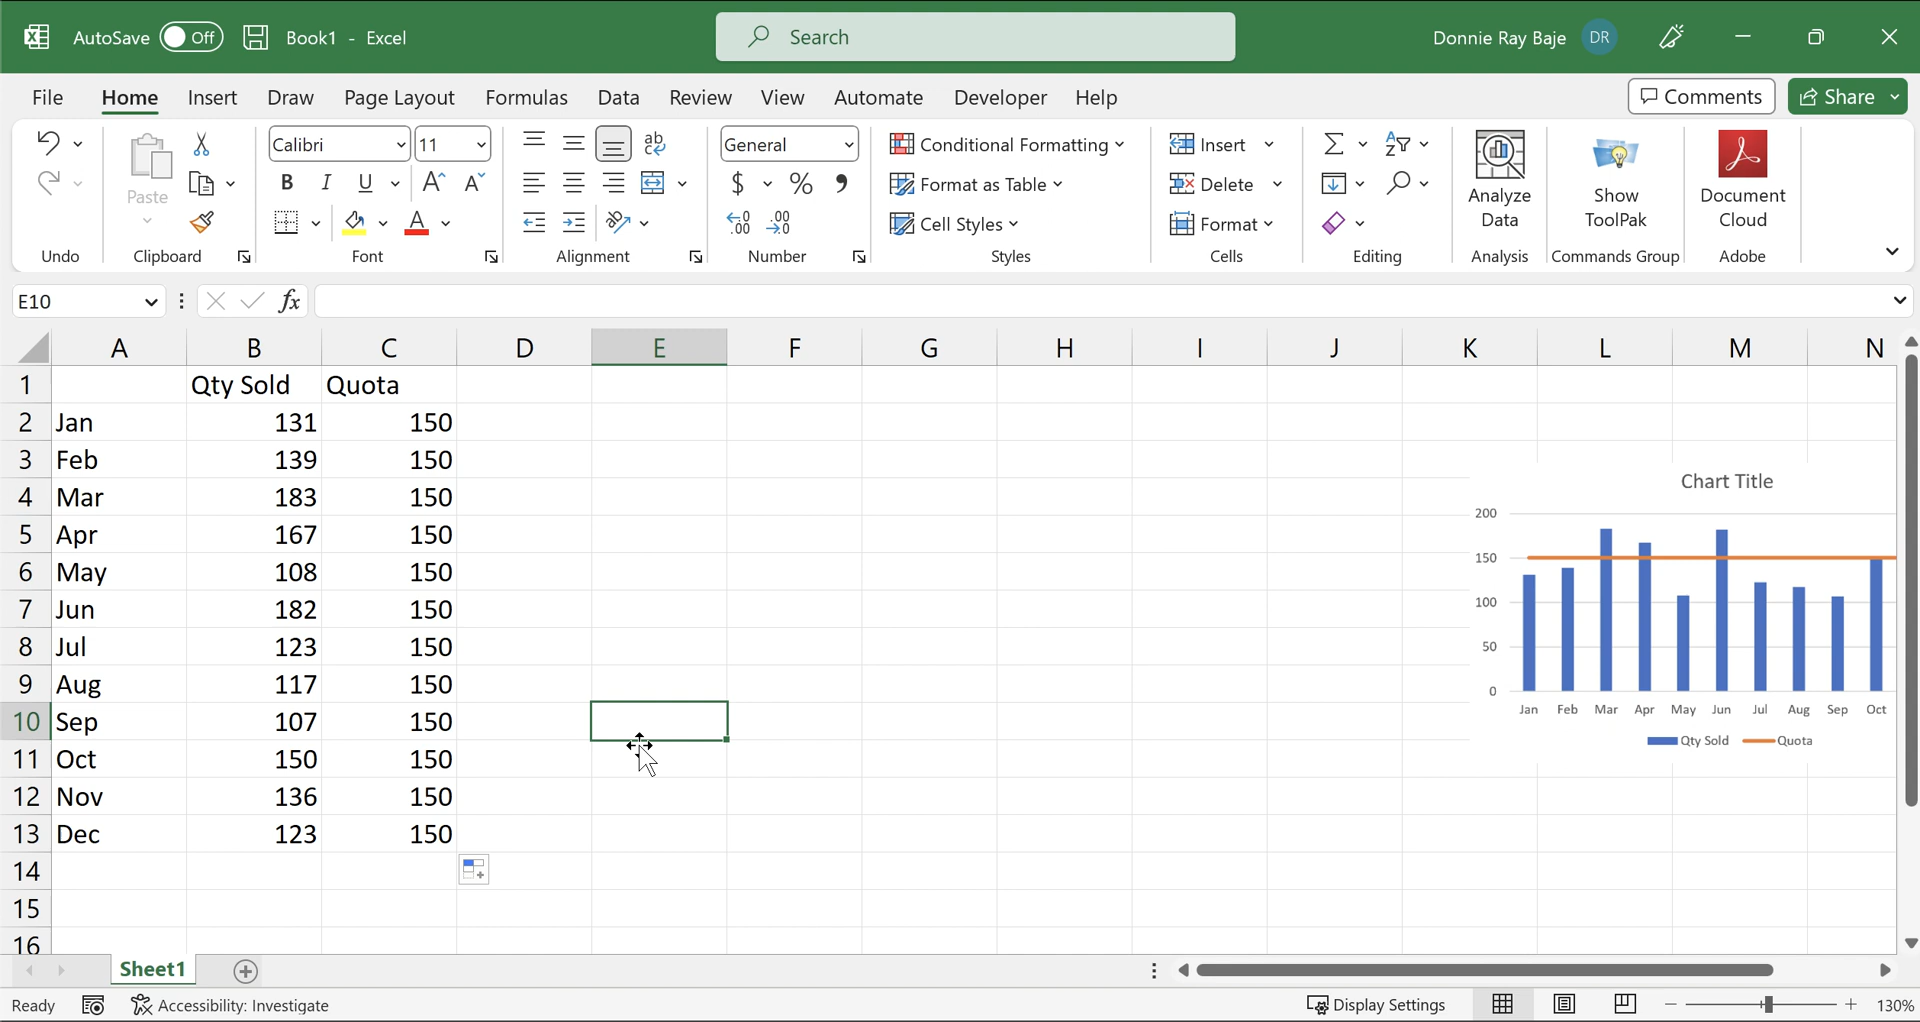 AutoSave Off Book1 - Excel Search Donnie Ray Baje DR
File Home Insert Draw Page Layout Formulas Data Review View Automate Developer Help Comments Share
Paste Calibri 11 General Conditional Formatting Insert
B I U $ % Format as Table Delete Analyze Data Show ToolPak Document Cloud
Cell Styles Format
Undo Clipboard Font Alignment Number Styles Cells Editing Analysis Commands Group Adobe
E10 fx
A B C D E F G H I J K L M N
1 Qty Sold Quota
2 Jan 131 150
3 Feb 139 150
4 Mar 183 150
5 Apr 167 150
6 May 108 150
7 Jun 182 150
8 Jul 123 150
9 Aug 117 150
10 Sep 107 150
11 Oct 150 150
12 Nov 136 150
13 Dec 123 150
14
15
16
Chart Title
200
150
100
50
0
Jan Feb Mar Apr May Jun Jul Aug Sep Oct
Qty Sold Quota
Sheet1
Ready Accessibility: Investigate Display Settings 130%